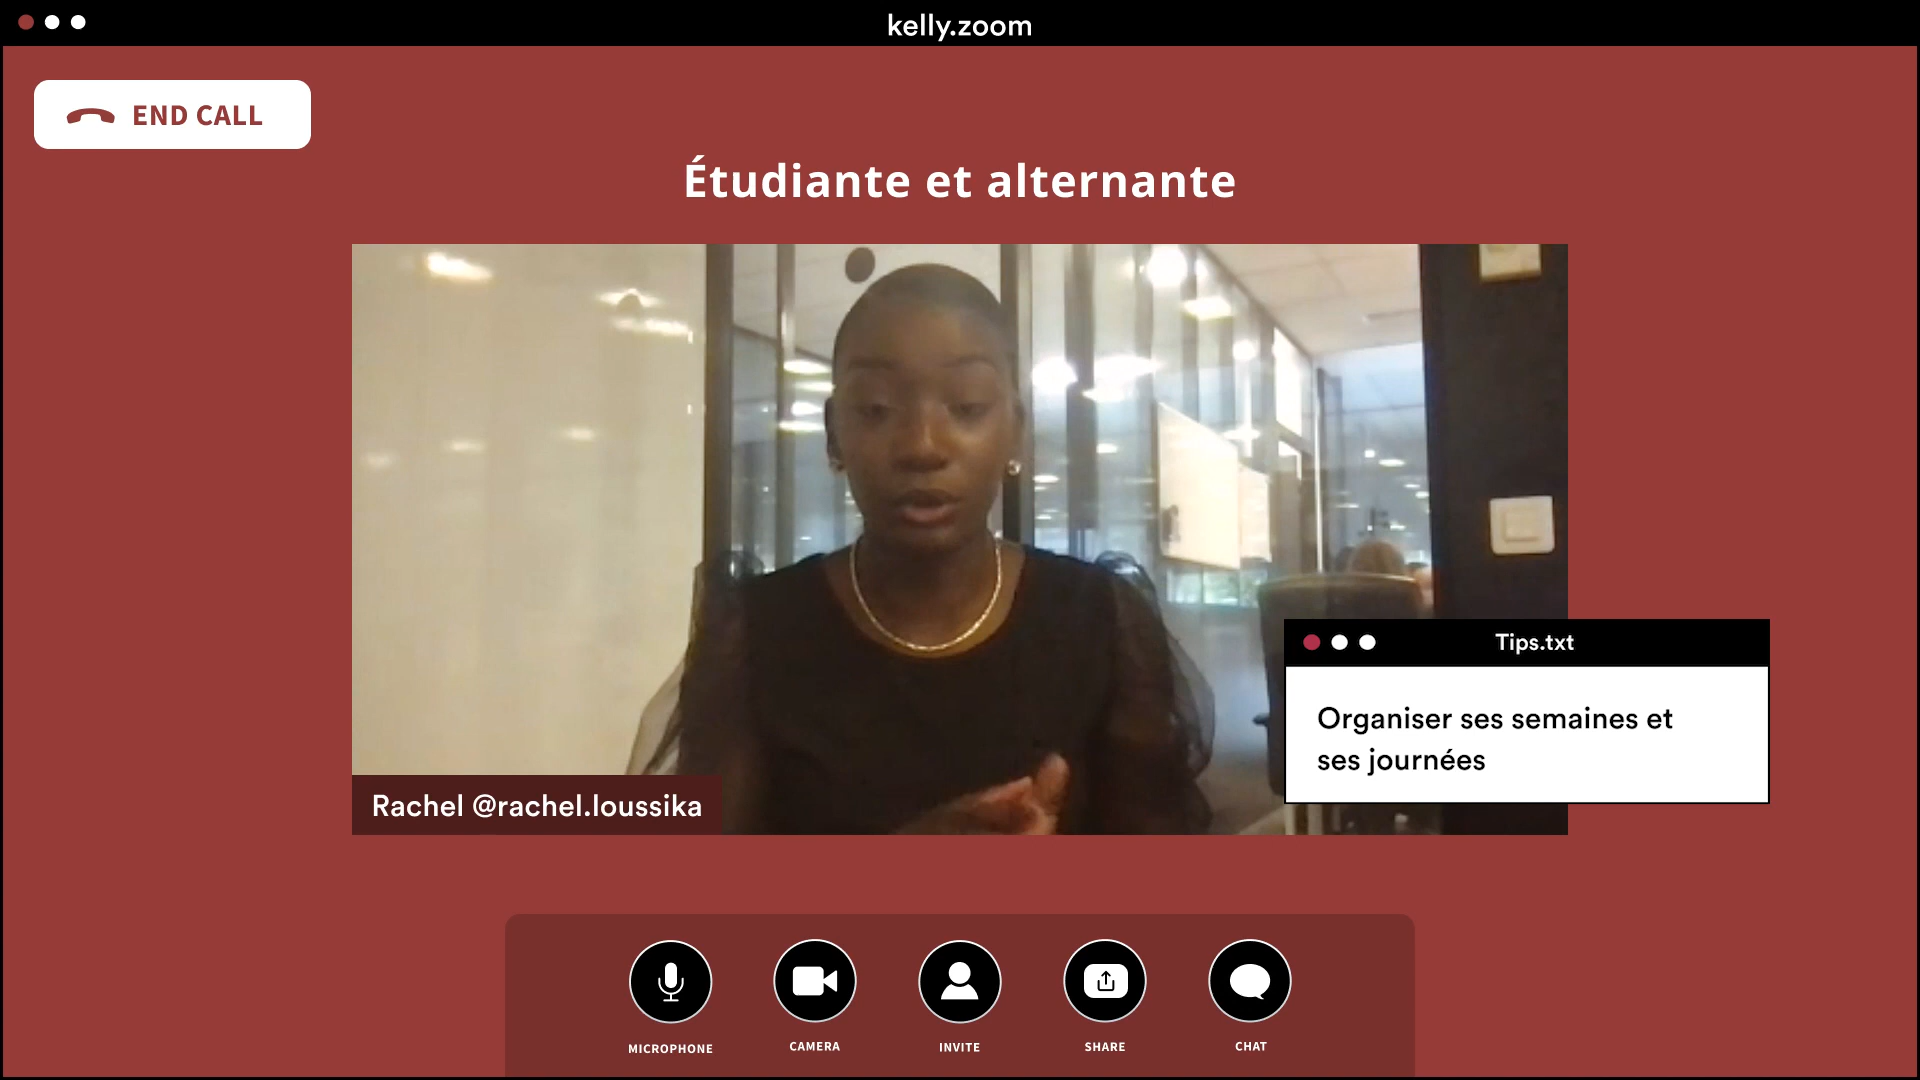 kelly.zoom
END CALL
Étudiante et alternante
Tips.txt
Organiser ses semaines et
ses journées
Rachel @rachel.loussika
MICROPHONE
CAMERA
INVITE
SHARE
CHAT